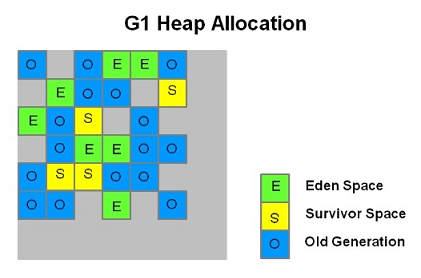 G1 Heap Allocation
O O E E O
E O O S
E O S O
O E E O O
O S S O O
O O E O
E Eden Space
S Survivor Space
O Old Generation